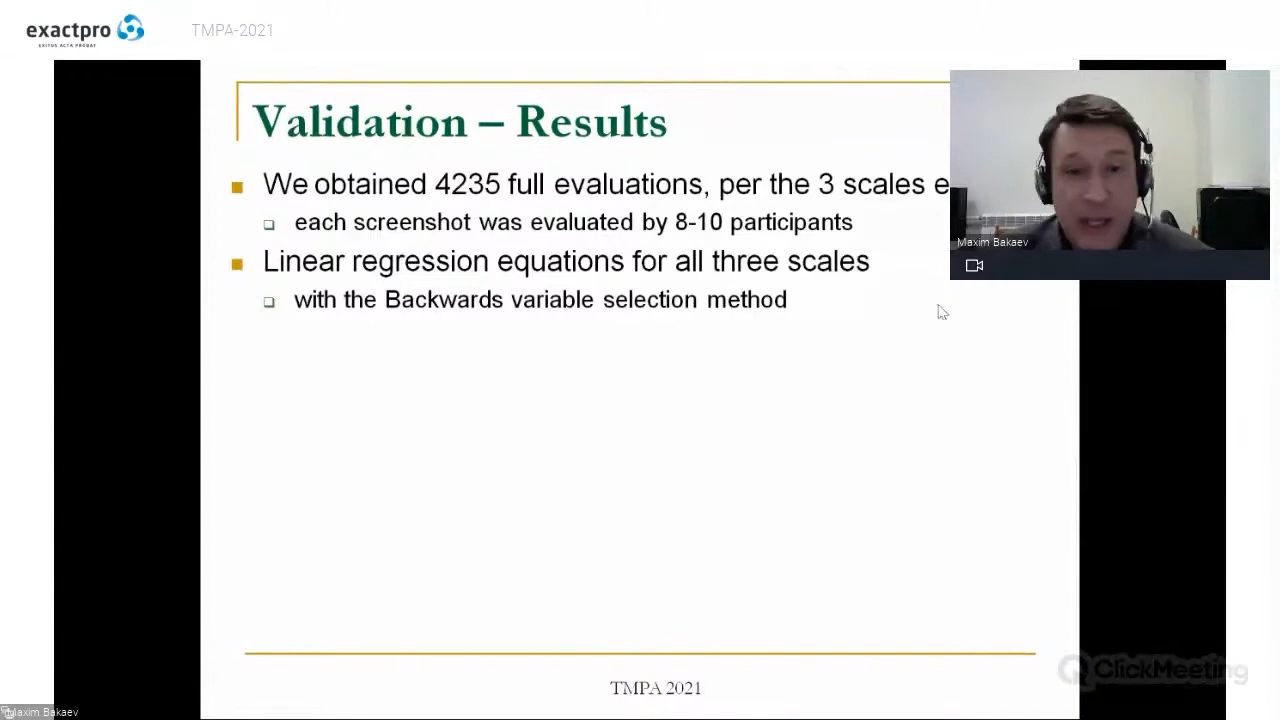 exactpro
EXITUS ACTA PROBAT
TMPA-2021
Validation – Results
We obtained 4235 full evaluations, per the 3 scales e
each screenshot was evaluated by 8-10 participants
Linear regression equations for all three scales
with the Backwards variable selection method
Maxim Bakaev
TMPA 2021
ClickMeeting
Maxim Bakaev